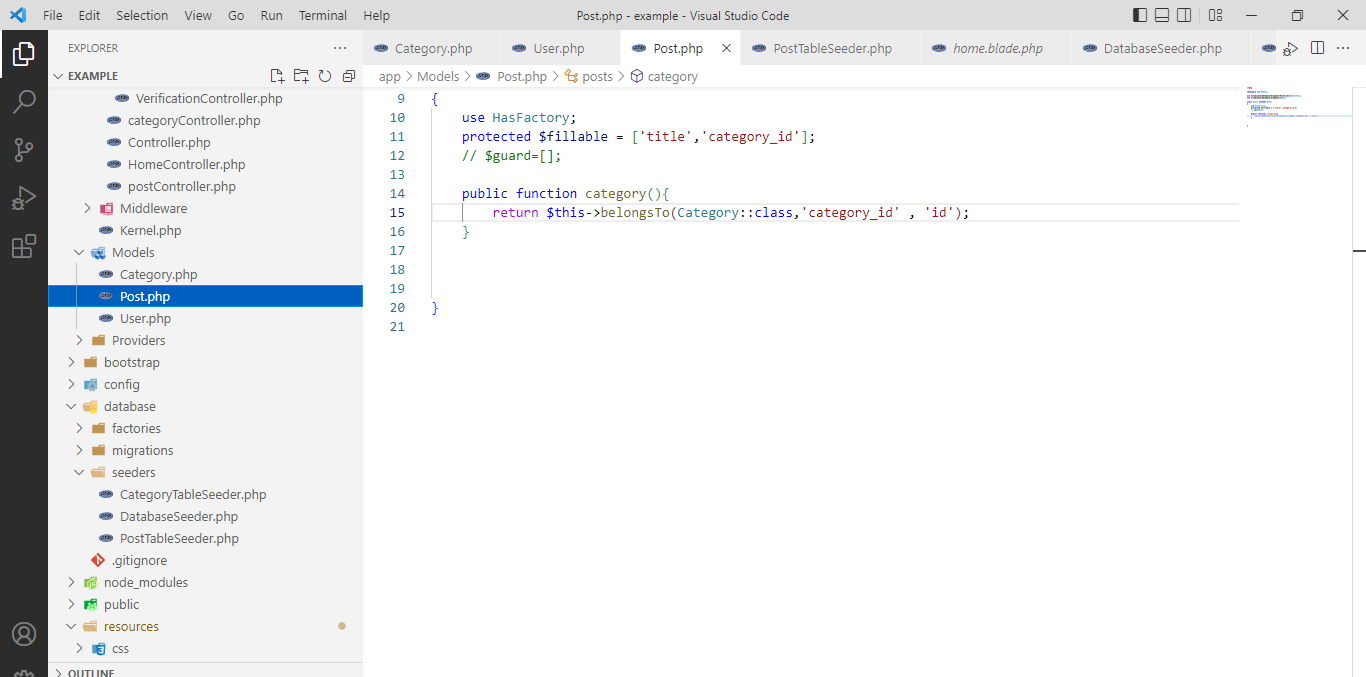 File Edit Selection View Go Run Terminal Help Post.php - example - Visual Studio Code
EXPLORER
Category.php User.php Post.php PostTableSeeder.php home.blade.php DatabaseSeeder.php
EXAMPLE
app > Models > Post.php > posts > category
VerificationController.php
categoryController.php
Controller.php
HomeController.php
postController.php
Middleware
Kernel.php
Models
Category.php
Post.php
User.php
Providers
bootstrap
config
database
factories
migrations
seeders
CategoryTableSeeder.php
DatabaseSeeder.php
PostTableSeeder.php
.gitignore
node_modules
public
resources
css
OUTLINE
9 {
10 use HasFactory;
11 protected $fillable = ['title','category_id'];
12 // $guard=[];
13
14 public function category(){
15 return $this->belongsTo(Category::class,'category_id' , 'id');
16 }
17
18
19
20 }
21